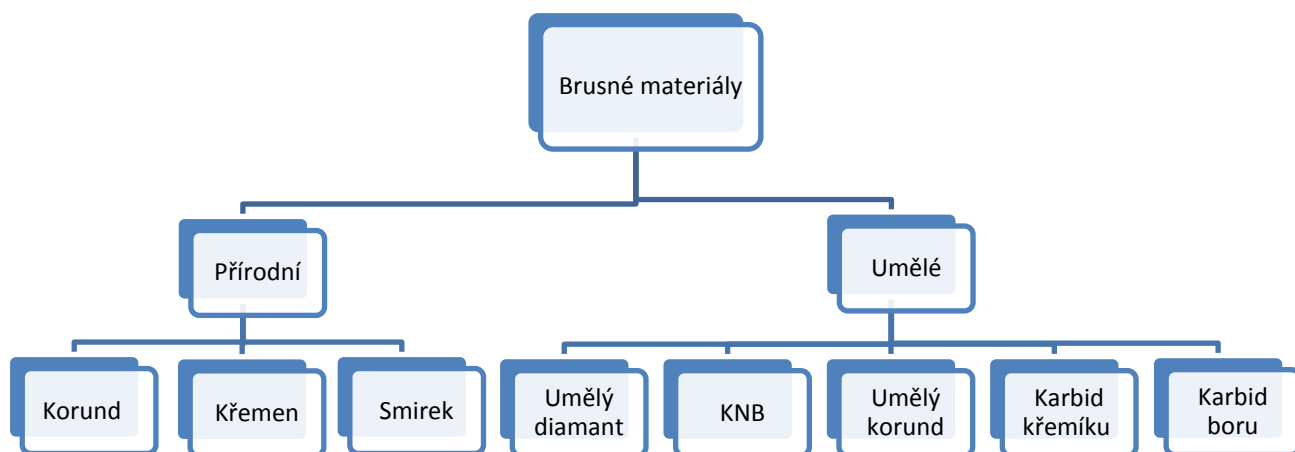 Brusné materiály
Přírodní
Umělé
Korund
Křemen
Smirek
Umělý
diamant
KNB
Umělý
korund
Karbid
křemíku
Karbid
boru